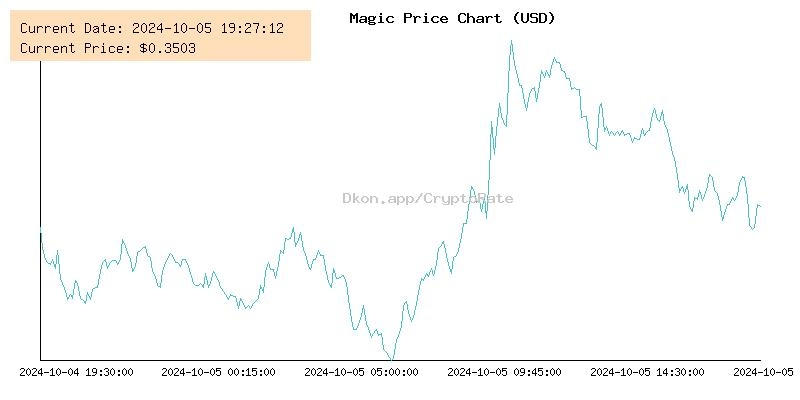 Magic Price Chart (USD)
Current Date: 2024-10-05 19:27:12
Current Price: $0.3503
Dkon.app/CryptoRate
2024-10-04 19:30:00 2024-10-05 00:15:00 2024-10-05 05:00:00 2024-10-05 09:45:00 2024-10-05 14:30:00 2024-10-05